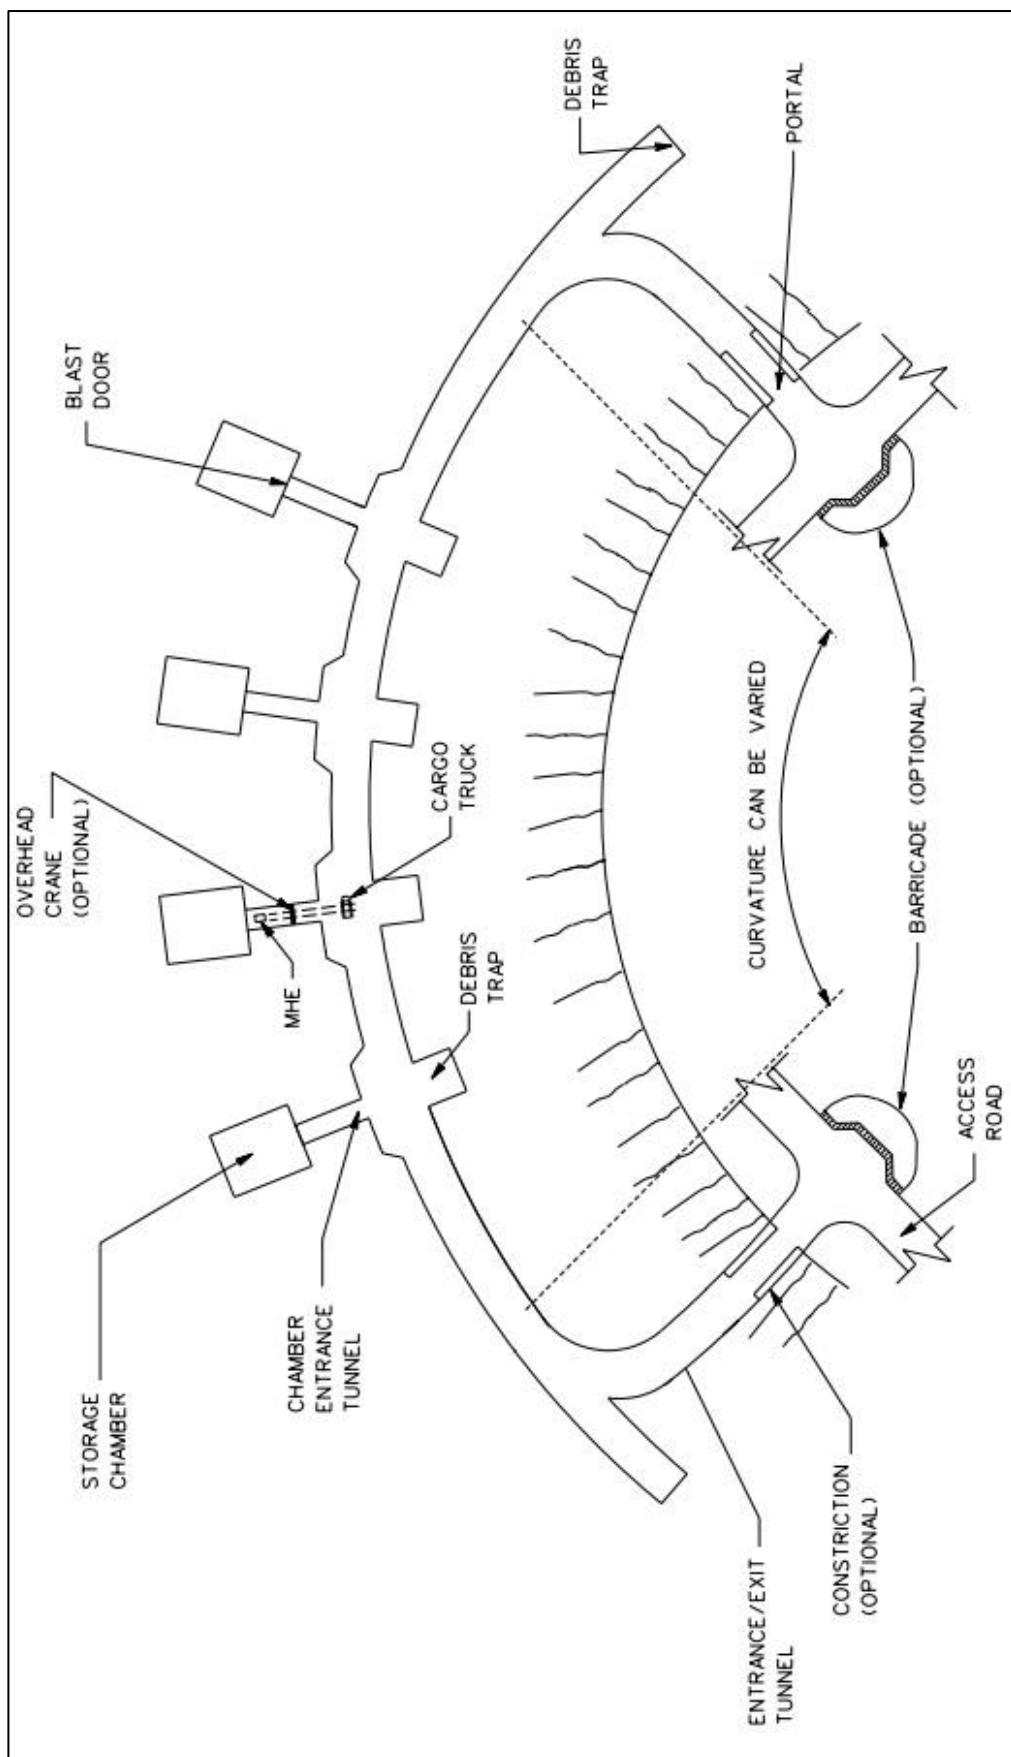 STORAGE
CHAMBER
OVERHEAD
CRANE
(OPTIONAL)
BLAST
DOOR
MHE
CARGO
TRUCK
DEBRIS
TRAP
CHAMBER
ENTRANCE
TUNNEL
DEBRIS
TRAP
PORTAL
CURVATURE CAN BE VARIED
BARRICADE (OPTIONAL)
ACCESS
ROAD
CONSTRICTION
(OPTIONAL)
ENTRANCE/EXIT
TUNNEL